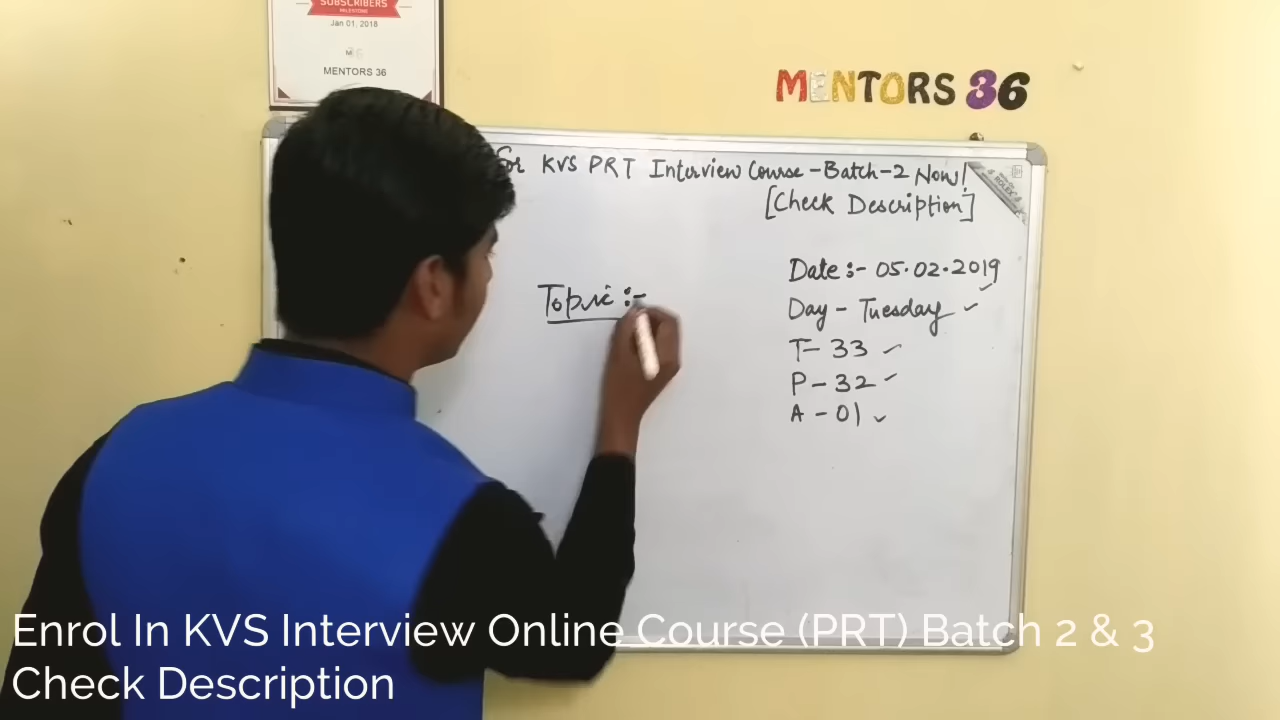 SUBSCRIBERS
MILESTONE
Jan 01, 2018
MENTORS 36
MENTORS 36
For KVS PRT Interview Course - Batch - 2 Now!
[Check Description]
Date :- 05.02.2019
Topic :-
Day - Tuesday
T - 33
P - 32
A - 01
Enrol In KVS Interview Online Course (PRT) Batch 2 & 3
Check Description